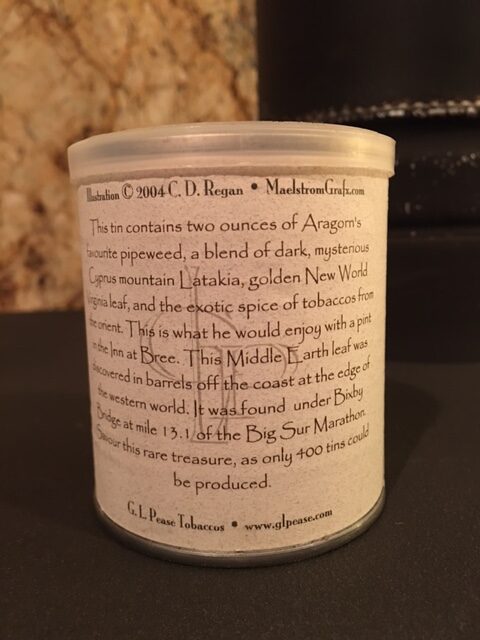 Illustration © 2004 C. D. Regan • MaelstromGrafx.com
This tin contains two ounces of Aragorn's
favourite pipeweed, a blend of dark, mysterious
Cyprus mountain Latakia, golden New World
Virginia leaf, and the exotic spice of tobaccos from
the orient. This is what he would enjoy with a pint
in the Inn at Bree. This Middle Earth leaf was
discovered in barrels off the coast at the edge of
the western world. It was found under Bixby
Bridge at mile 13.1 of the Big Sur Marathon.
Savour this rare treasure, as only 400 tins could
be produced.
G. L. Pease Tobaccos • www.glpease.com